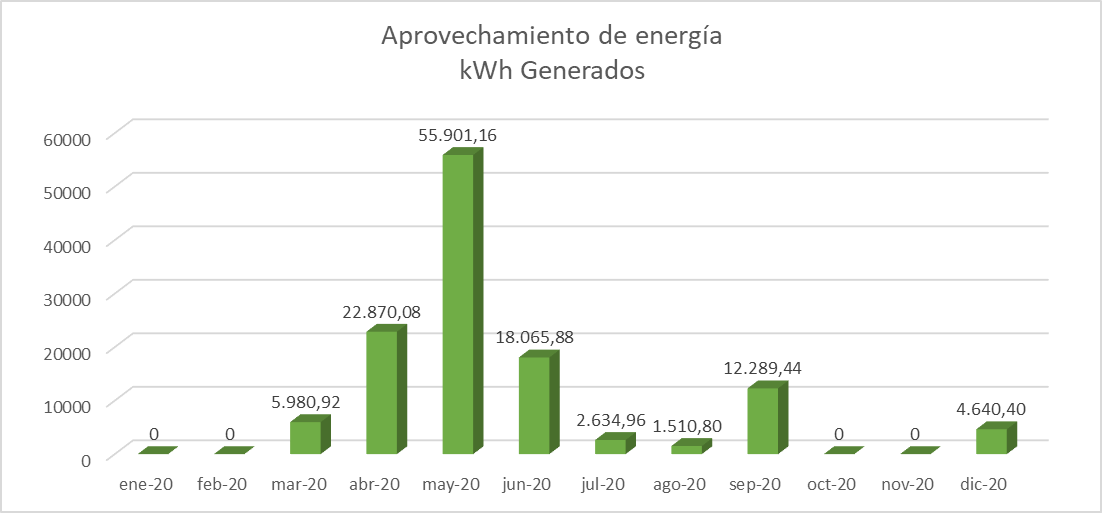 Aprovechamiento de energía
kWh Generados
60000
50000
40000
30000
20000
10000
0
0
0
5.980,92
22.870,08
55.901,16
18.065,88
2.634,96
1.510,80
12.289,44
0
0
4.640,40
ene-20
feb-20
mar-20
abr-20
may-20
jun-20
jul-20
ago-20
sep-20
oct-20
nov-20
dic-20